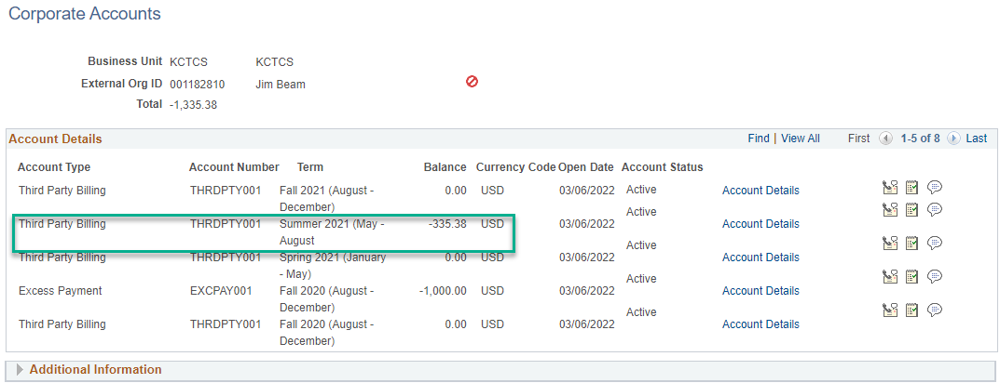 Corporate Accounts
Business Unit KCTCS KCTCS
External Org ID 001182810 Jim Beam
Total -1,335.38
Account Details Find | View All First 1-5 of 8 Last
Account Type Account Number Term Balance Currency Code Open Date Account Status
Third Party Billing THRDPTY001 Fall 2021 (August - 0.00 USD 03/06/2022 Active Account Details
December)
Third Party Billing THRDPTY001 Summer 2021 (May - -335.38 USD 03/06/2022 Active Account Details
August
Third Party Billing THRDPTY001 Spring 2021 (January 0.00 USD 03/06/2022 Active Account Details
- May)
Excess Payment EXCPAY001 Fall 2020 (August - -1,000.00 USD 03/06/2022 Active Account Details
December)
Third Party Billing THRDPTY001 Fall 2020 (August - 0.00 USD 03/06/2022 Active Account Details
December)
Additional Information